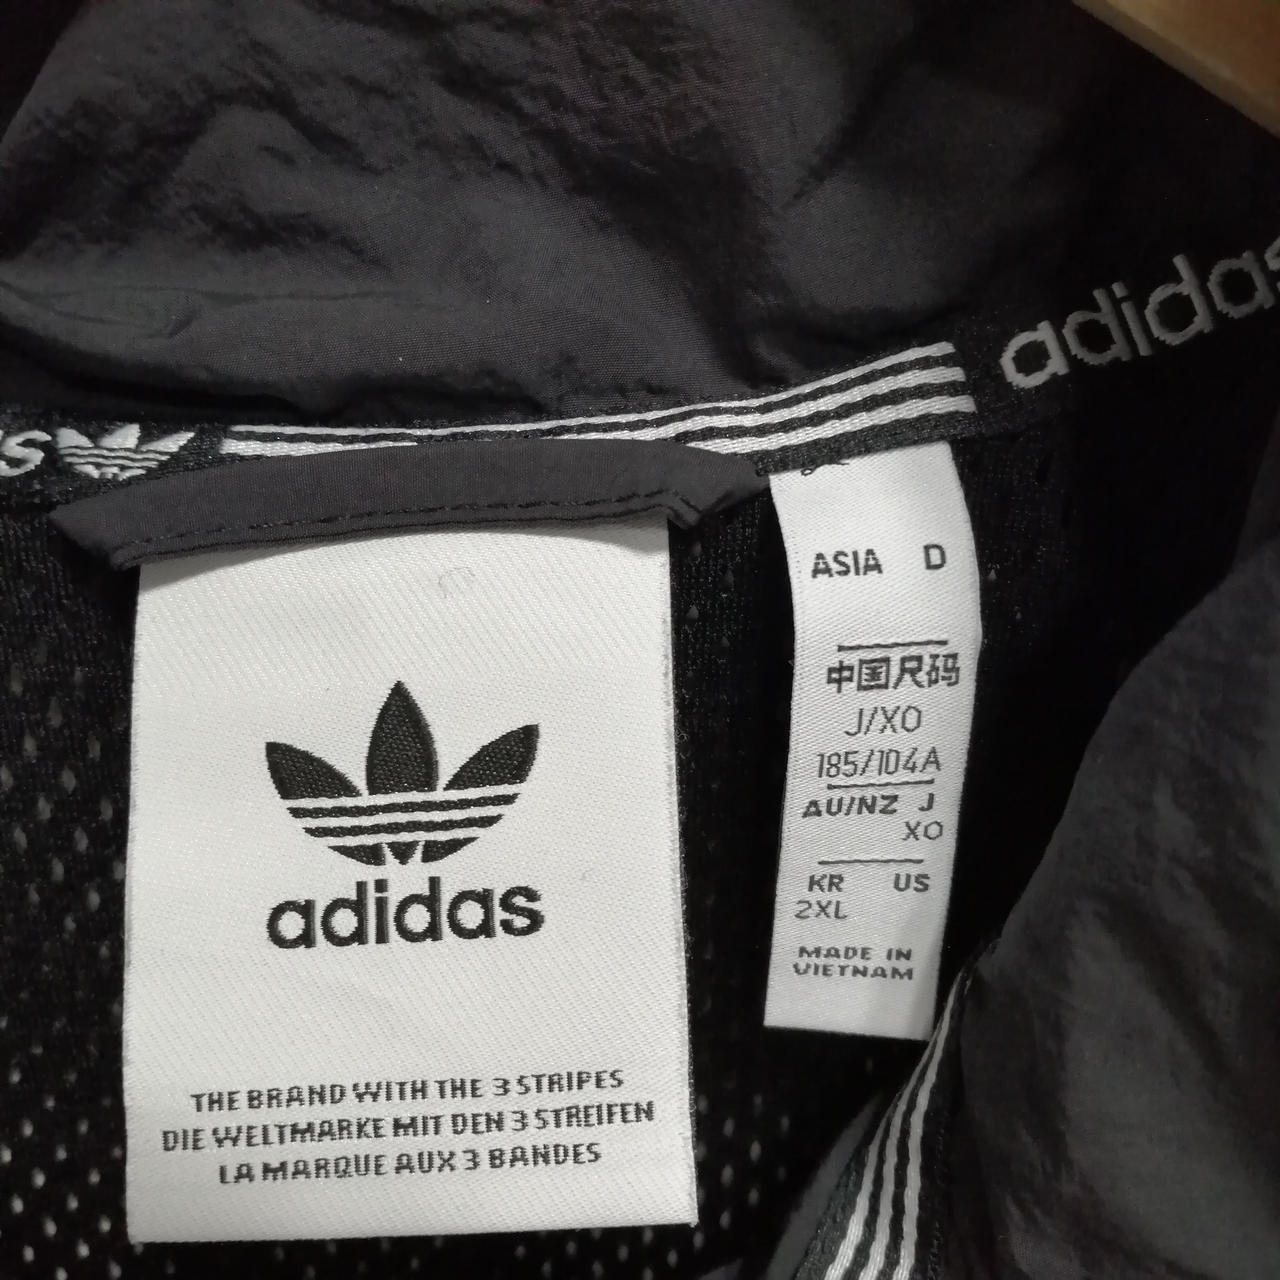 adidas
s
adidas
THE BRAND WITH THE 3 STRIPES
DIE WELTMARKE MIT DEN 3 STREIFEN
LA MARQUE AUX 3 BANDES
ASIA D
中国尺码
J/XO
185/104A
AU/NZ J
XO
KR US
2XL
MADE IN
VIETNAM